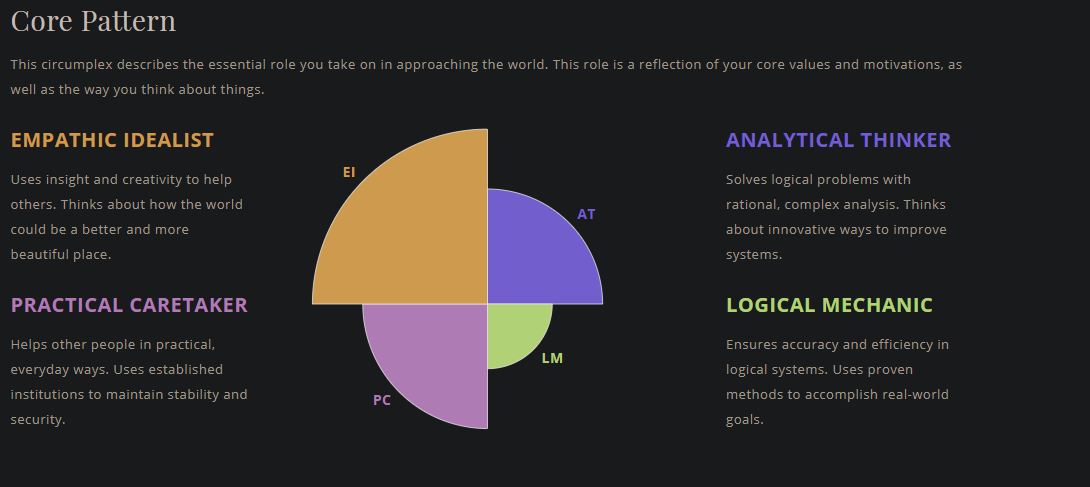 Core Pattern
This circumplex describes the essential role you take on in approaching the world. This role is a reflection of your core values and motivations, as
well as the way you think about things.
EMPATHIC IDEALIST
Uses insight and creativity to help
others. Thinks about how the world
could be a better and more
beautiful place.
PRACTICAL CARETAKER
Helps other people in practical,
everyday ways. Uses established
institutions to maintain stability and
security.
EI
AT
PC
LM
ANALYTICAL THINKER
Solves logical problems with
rational, complex analysis. Thinks
about innovative ways to improve
systems.
LOGICAL MECHANIC
Ensures accuracy and efficiency in
logical systems. Uses proven
methods to accomplish real-world
goals.